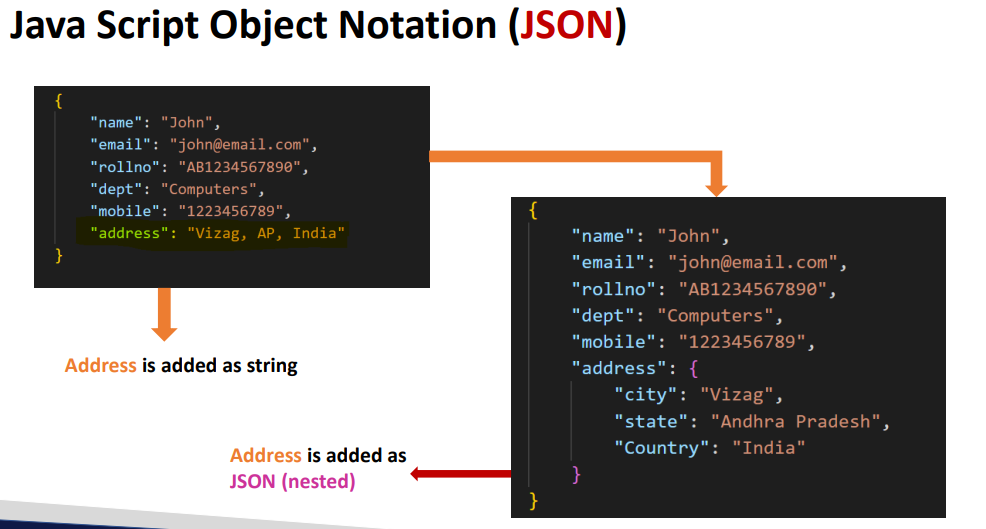 Java Script Object Notation (JSON)
{
"name": "John",
"email": "john@email.com",
"rollno": "AB1234567890",
"dept": "Computers",
"mobile": "1223456789",
"address": "Vizag, AP, India"
}
Address is added as string
{
"name": "John",
"email": "john@email.com",
"rollno": "AB1234567890",
"dept": "Computers",
"mobile": "1223456789",
"address": {
"city": "Vizag",
"state": "Andhra Pradesh",
"Country": "India"
}
}
Address is added as
JSON (nested)